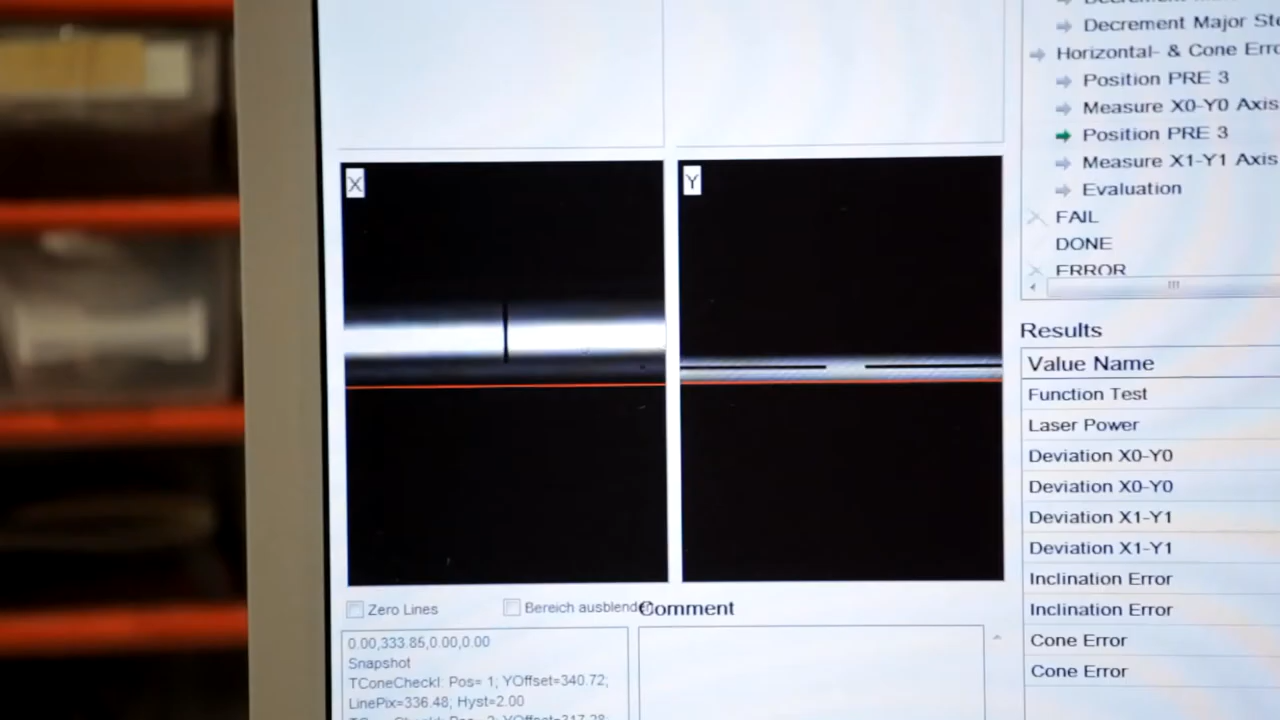 Decrement Major Ste
Horizontal- & Cone Erro
Position PRE 3
Measure X0-Y0 Axis
Position PRE 3
Measure X1-Y1 Axis
Evaluation
FAIL
DONE
ERROR
X
Y
Results
Value Name
Function Test
Laser Power
Deviation X0-Y0
Deviation X0-Y0
Deviation X1-Y1
Deviation X1-Y1
Inclination Error
Inclination Error
Cone Error
Cone Error
Zero Lines
Bereich ausblend
Comment
0.00,333.85,0.00,0.00
Snapshot
TConeCheckI: Pos= 1; YOffset=340.72;
LinePix=336.48; Hyst=2.00